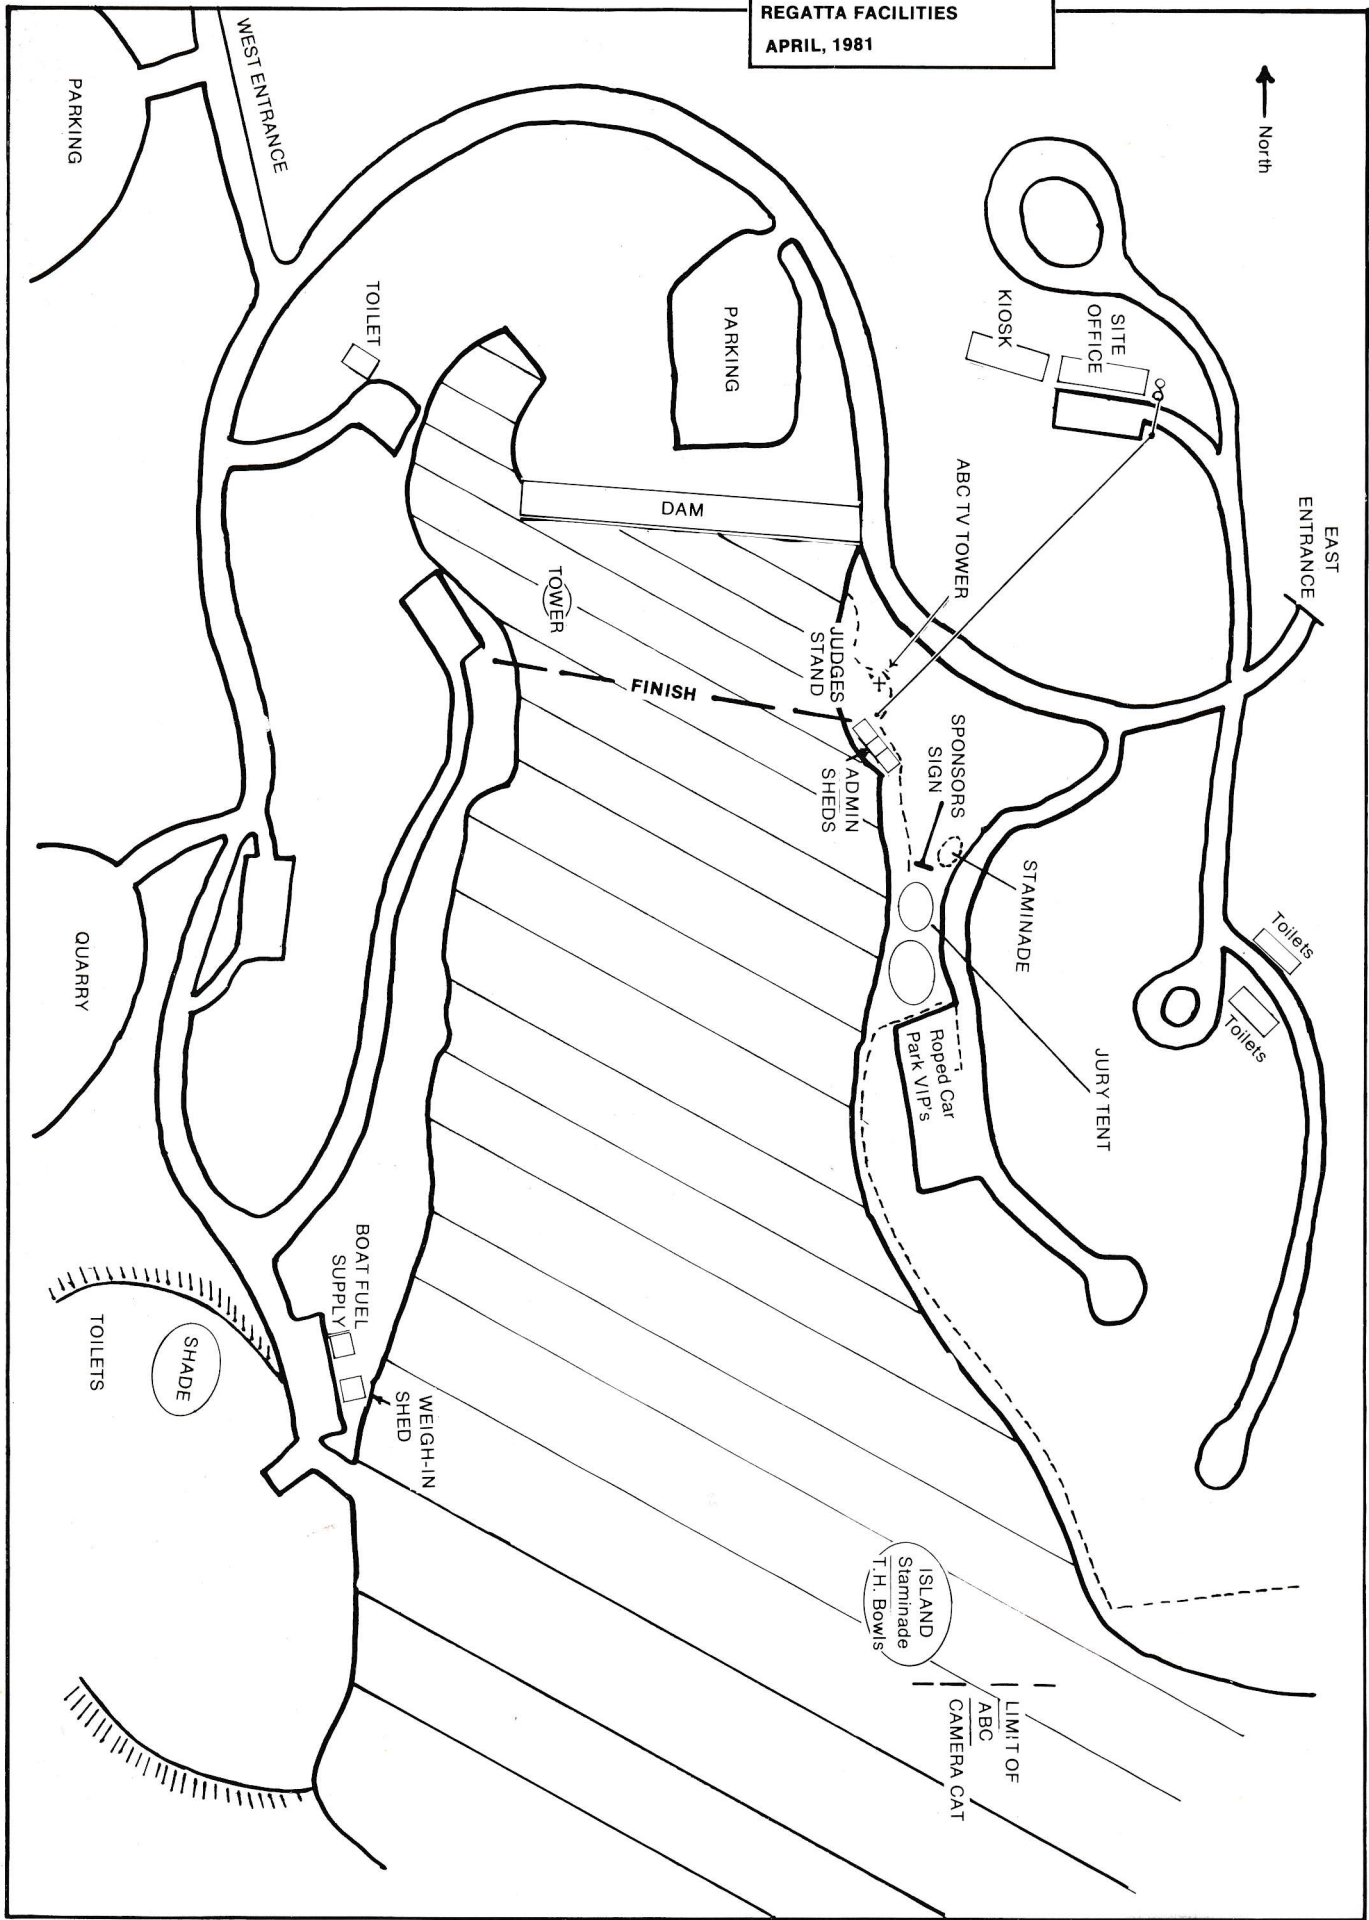 REGATTA FACILITIES
APRIL, 1981
North
WEST ENTRANCE
PARKING
TOILET
PARKING
KIOSK
SITE
OFFICE
EAST
ENTRANCE
DAM
ABC TV TOWER
TOWER
JUDGES
STAND
FINISH
SPONSORS
SIGN
ADMIN
SHEDS
STAMINADE
Toilets
Toilets
QUARRY
Roped Car
Park VIP's
JURY TENT
BOAT FUEL
SUPPLY
TOILETS
SHADE
WEIGH-IN
SHED
ISLAND
Staminade
T.H. Bowls
LIMIT OF
ABC
CAMERA CAT